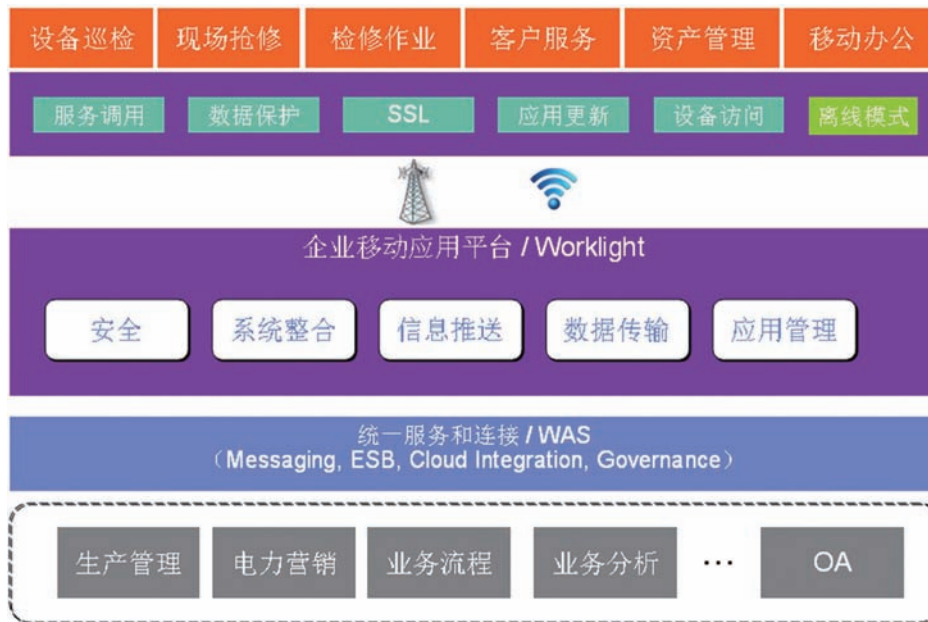 设备巡检 现场抢修 检修作业 客户服务 资产管理 移动办公
服务调用 数据保护 SSL 应用更新 设备访问 离线模式
企业移动应用平台 / Worklight
安全 系统整合 信息推送 数据传输 应用管理
统一服务和连接 / WAS
（Messaging, ESB, Cloud Integration, Governance）
生产管理 电力营销 业务流程 业务分析 … OA